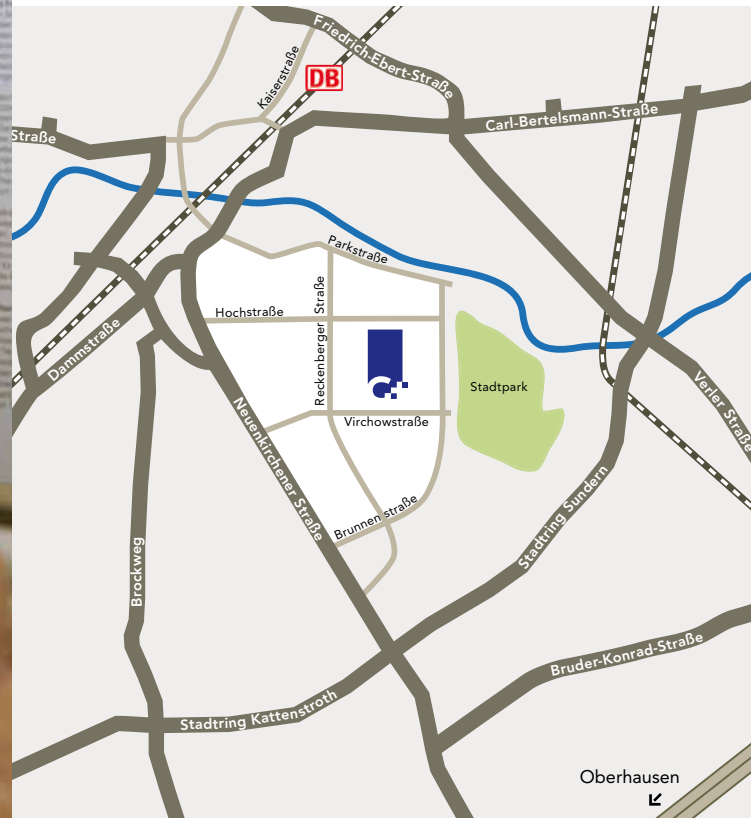 Friedrich-Ebert-Straße
Kaiserstraße
DB
Carl-Bertelsmann-Straße
Straße
Parkstraße
Hochstraße
Reckenberger Straße
Dammstraße
Stadtpark
Virchowstraße
Verler Straße
Neuenkirchener Straße
Brunnenstraße
Stadtring Sundern
Brockweg
Bruder-Konrad-Straße
Stadtring Kattenstroth
Oberhausen